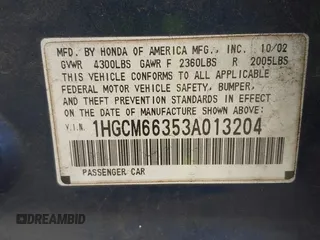 MFD. BY HONDA OF AMERICA MFG., INC. 10/02
GVWR 4300LBS GAWR F 2360LBS R 2005LBS
THIS VEHICLE CONFORMS TO ALL APPLICABLE
FEDERAL MOTOR VEHICLE SAFETY, BUMPER,
AND THEFT PREVENTION STANDARDS IN EFFECT
ON THE DATE OF MANUFACTURE SHOWN ABOVE.
V.I.N. 1HGCM66353A013204
PASSENGER CAR
DREAMBID